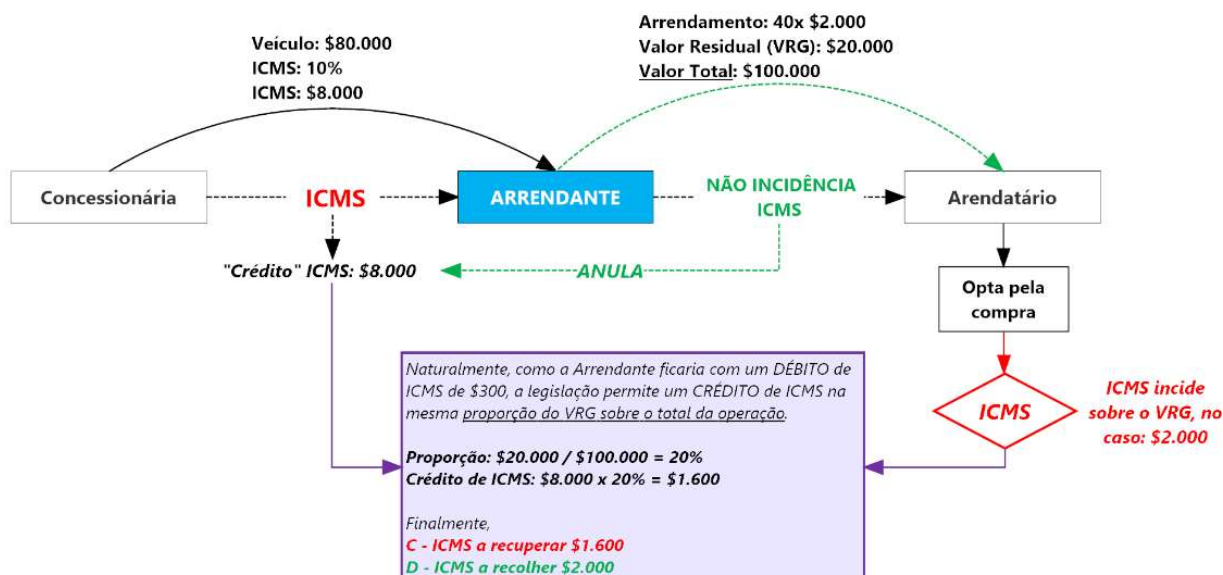 Veículo: $80.000
ICMS: 10%
ICMS: $8.000
Arrendamento: 40x $2.000
Valor Residual (VRG): $20.000
Valor Total: $100.000
Concessionária
ICMS
ARRENDANTE
NÃO INCIDÊNCIA
ICMS
Arendatário
"Crédito" ICMS: $8.000
ANULA
Opta pela
compra
ICMS
ICMS incide
sobre o VRG, no
caso: $2.000
Naturalmente, como a Arrendante ficaria com um DÉBITO de
ICMS de $300, a legislação permite um CRÉDITO de ICMS na
mesma proporção do VRG sobre o total da operação.
Proporção: $20.000 / $100.000 = 20%
Crédito de ICMS: $8.000 x 20% = $1.600
Finalmente,
C - ICMS a recuperar $1.600
D - ICMS a recolher $2.000